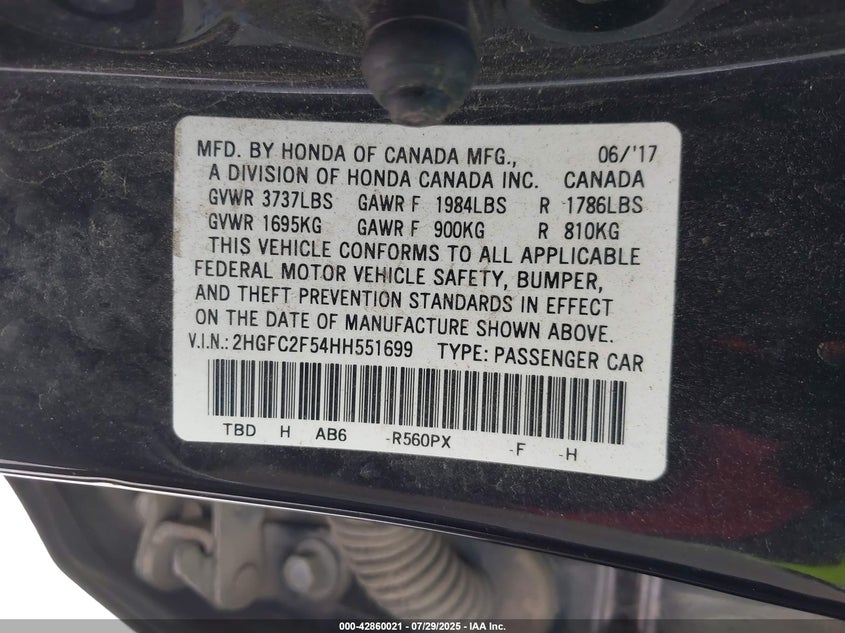 MFD. BY HONDA OF CANADA MFG., 06/'17
A DIVISION OF HONDA CANADA INC. CANADA
GVWR 3737LBS GAWR F 1984LBS R 1786LBS
GVWR 1695KG GAWR F 900KG R 810KG
THIS VEHICLE CONFORMS TO ALL APPLICABLE
FEDERAL MOTOR VEHICLE SAFETY, BUMPER,
AND THEFT PREVENTION STANDARDS IN EFFECT
ON THE DATE OF MANUFACTURE SHOWN ABOVE.
V.I.N.: 2HGFC2F54HH551699 TYPE: PASSENGER CAR
TBD H AB6 -R560PX -F -H
000-42860021 | 07/29/2025 - IAA Inc.